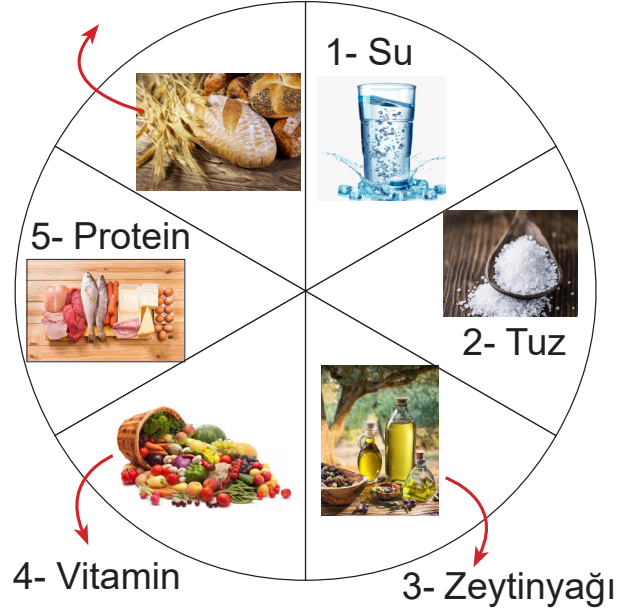 1- Su
2- Tuz
3- Zeytinyağı
4- Vitamin
5- Protein